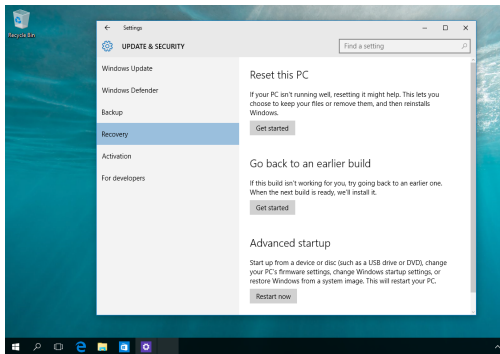 Recycle Bin
Settings
UPDATE & SECURITY
Find a setting
Windows Update
Windows Defender
Backup
Recovery
Activation
For developers
Reset this PC
If your PC isn't running well, resetting it might help. This lets you
choose to keep your files or remove them, and then reinstalls
Windows.
Get started
Go back to an earlier build
If this build isn't working for you, try going back to an earlier one.
When the next build is ready, we'll install it.
Get started
Advanced startup
Start up from a device or disc (such as a USB drive or DVD), change
your PC's firmware settings, change Windows startup settings, or
restore Windows from a system image. This will restart your PC.
Restart now